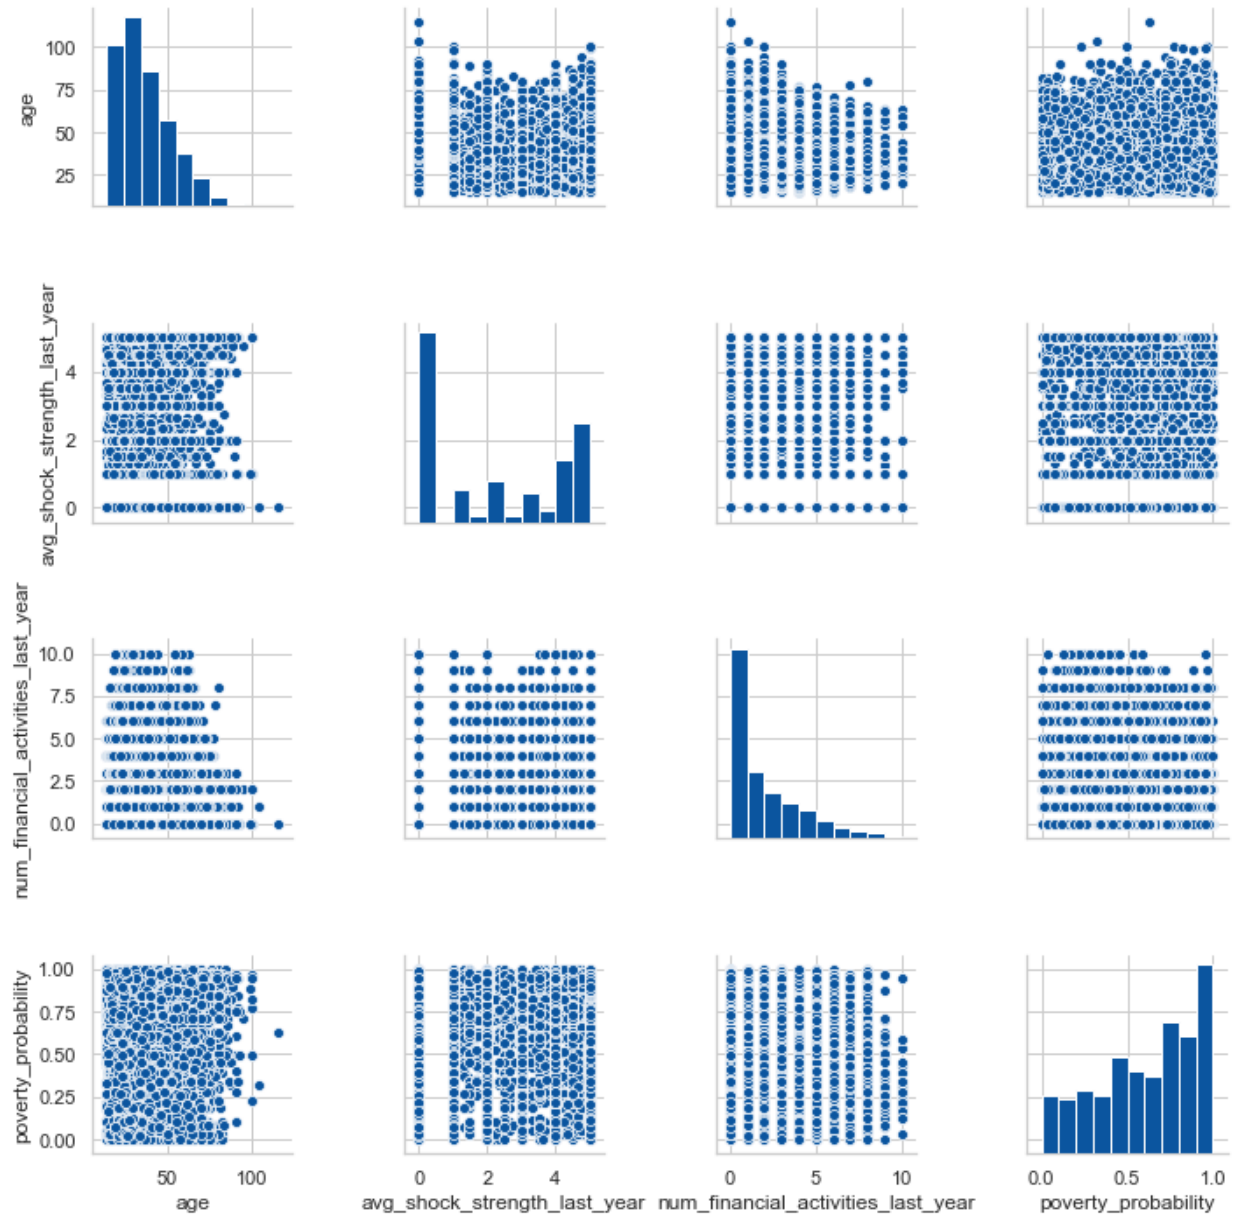 age
100
75
50
25
avg_shock_strength_last_year
4
2
0
num_financial_activities_last_year
10.0
7.5
5.0
2.5
0.0
poverty_probability
1.00
0.75
0.50
0.25
0.00
50 100
0 2 4
0 5 10
0.0 0.5 1.0
age
avg_shock_strength_last_year
num_financial_activities_last_year
poverty_probability